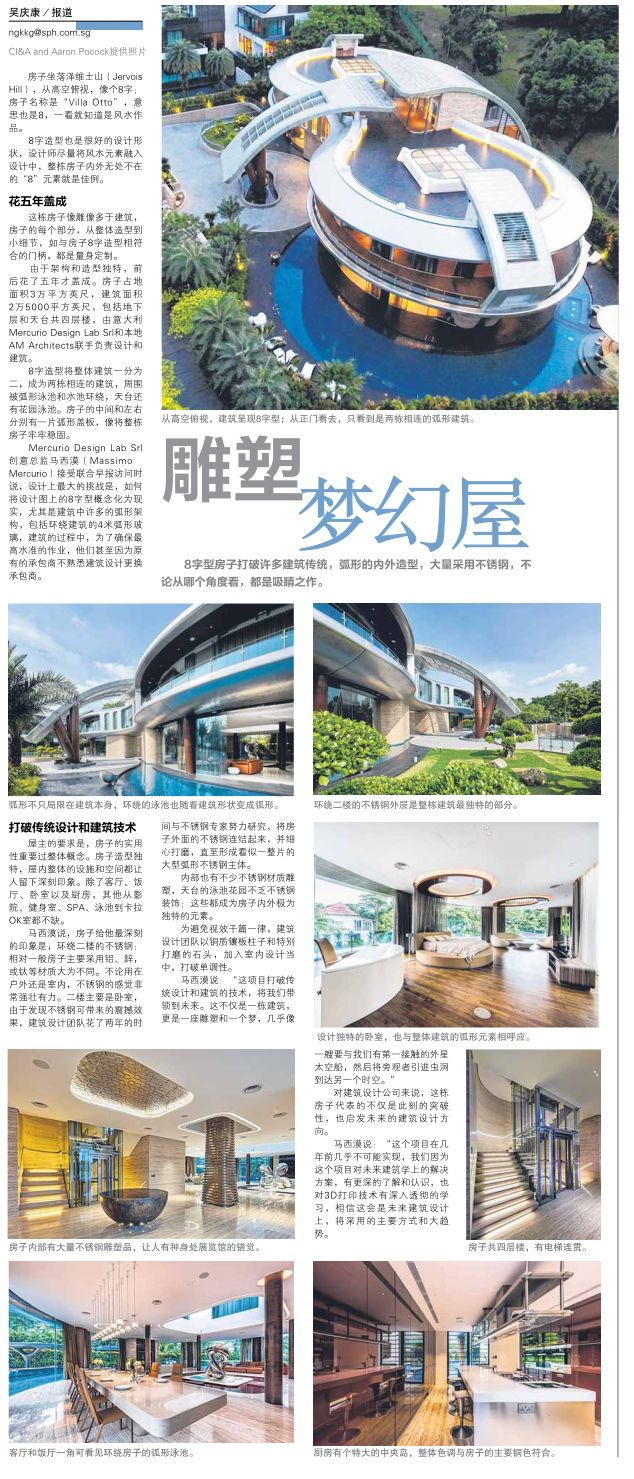 吴庆康／报道
ngkkg@sph.com.sg
CI&A and Aaron Pocock提供照片
房子坐落泽维士山（Jervois
Hill），从高空俯视，像个8字；
房子名称是“Villa Otto”，意
思也是8，一看就知道是风水作
品。
8字造型也是很好的设计形
状，设计师尽量将风水元素融入
设计中，整栋房子内外无处不在
的“8”元素就是佳例。
花五年盖成
这栋房子像雕像多于建筑，
房子的每个部分，从整体造型到
小细节，如与房子8字造型相符
合的门柄，都是量身定制。
由于架构和造型独特，前
后花了五年才盖成。房子占地
面积3万平方英尺，建筑面积
2万5000平方英尺，包括地下
层和天台共四层楼，由意大利
Mercurio Design Lab Srl和本地
AM Architects联手负责设计和
建筑。
8字造型将整体建筑一分为
二，成为两栋相连的建筑，周围
被弧形泳池和水池环绕，天台还
有花园泳池。房子的中间和左右
分别有一片弧形盖板，像将整栋
房子牢牢稳固。
Mercurio Design Lab Srl
创意总监马西漠（Massimo
Mercurio）接受联合早报访问时
说，设计上最大的挑战是，如何
将设计图上的8字型概念化为现
实，尤其是建筑中许多的弧形架
构，包括环绕建筑的4米弧形玻
璃，建筑的过程中，为了确保最
高水准的作业，他们甚至因为原
有的承包商不熟悉建筑设计更换
承包商。
从高空俯视，建筑呈现8字型；从正门看去，只看到是两栋相连的弧形建筑。
雕塑
梦幻屋
8字型房子打破许多建筑传统，弧形的内外造型，大量采用不锈钢，不
论从哪个角度看，都是吸睛之作。
弧形不只局限在建筑本身，环绕的泳池也随着建筑形状变成弧形。
环绕二楼的不锈钢外层是整栋建筑最独特的部分。
打破传统设计和建筑技术
屋主的要求是，房子的实用
性重要过整体概念。房子造型独
特，屋内整体的设施和空间都让
人留下深刻印象。除了客厅、饭
厅、卧室以及厨房，其他从影
院、健身室、SPA、泳池到卡拉
OK室都不缺。
马西漠说，房子给他最深刻
的印象是，环绕二楼的不锈钢；
相对一般房子主要采用铝、锌，
或钛等材质大为不同。不论用在
户外还是室内，不锈钢的感觉非
常强壮有力。二楼主要是卧室，
由于发现不锈钢可带来的震撼效
果，建筑设计团队花了两年的时
间与不锈钢专家努力研究，将房
子外面的不锈钢连结起来，并细
心打磨，直至形成看似一整片的
大型弧形不锈钢主体。
内部也有不少不锈钢材质雕
塑，天台的泳池花园不乏不锈钢
装饰；这些都成为房子内外极为
独特的元素。
为避免视效千篇一律，建筑
设计团队以铜质镶板柱子和特别
打磨的石头，加入室内设计当
中，打破单调性。
马西漠说：“这项目打破传
统设计和建筑的技术，将我们带
领到未来。这不仅是一栋建筑，
更是一座雕塑和一个梦，几乎像
设计独特的卧室，也与整体建筑的弧形元素相呼应。
一艘要与我们有第一接触的外星
太空船，然后将旁观者引进虫洞
到达另一个时空。”
对建筑设计公司来说，这栋
房子代表的不仅是此刻的突破
性，也启发未来的建筑设计方
向。
马西漠说：“这个项目在几
年前几乎不可能实现，我们因为
这个项目对未来建筑学上的解决
方案，有更深的了解和认识，也
对3D打印技术有深入透彻的学
习，相信这会是未来建筑设计
上，将采用的主要方式和大趋
势。
房子内部有大量不锈钢雕塑品，让人有种身处展览馆的错觉。
房子共四层楼，有电梯连贯。
客厅和饭厅一角可看见环绕房子的弧形泳池。
厨房有个特大的中央岛，整体色调与房子的主要铜色符合。